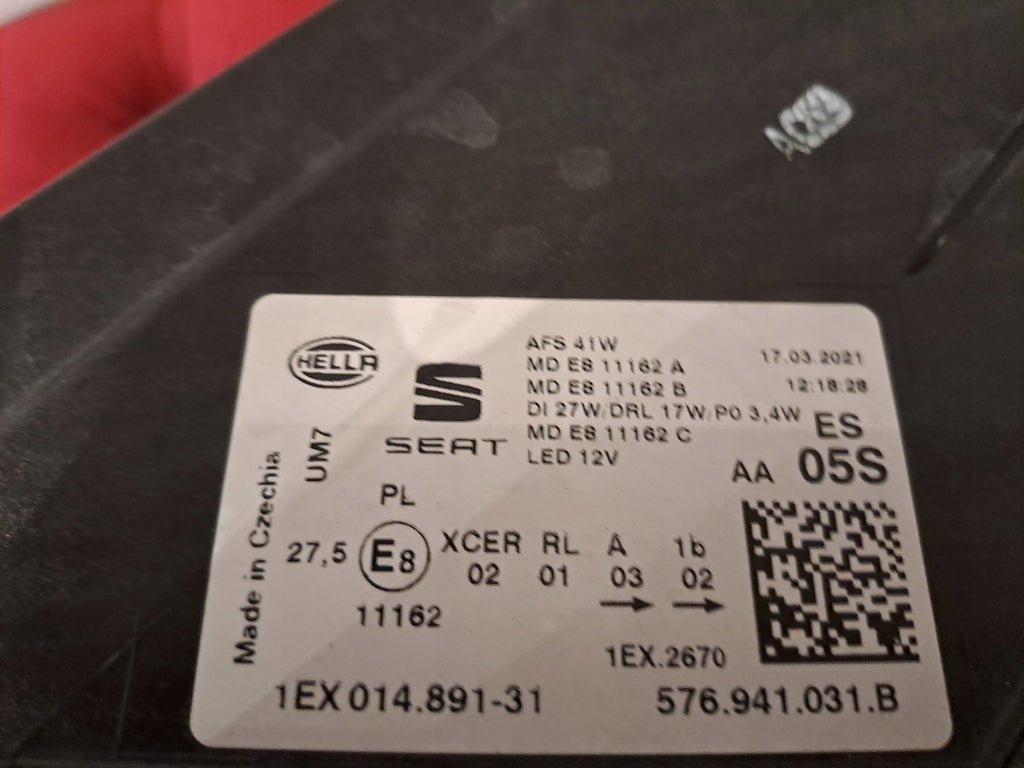 HELLA
SEAT
UM7
Made in Czechia
AFS 41W
MD E8 11162 A
MD E8 11162 B
DI 27W/DRL 17W/PO 3,4W
MD E8 11162 C
LED 12V
17.03.2021
12:18:28
ES
AA 05S
PL
27,5 E8 XCER RL A 1b
02 01 03 02
→ →
11162
1EX.2670
1EX 014.891-31 576.941.031.B